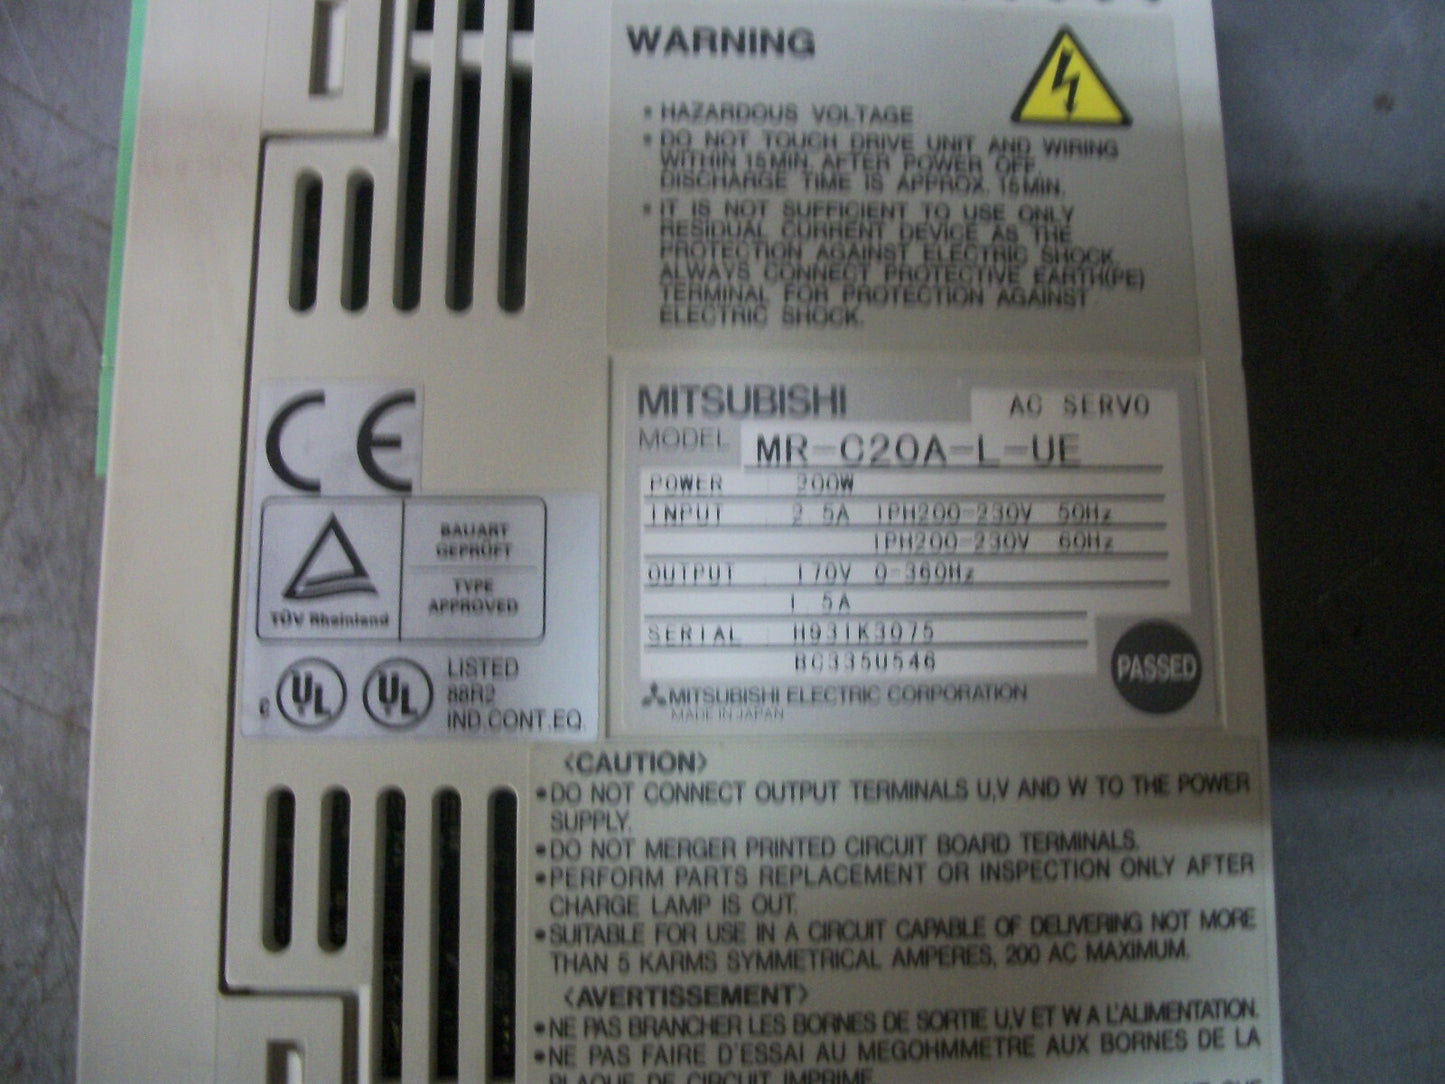 WARNING
• HAZARDOUS VOLTAGE
• DO NOT TOUCH DRIVE UNIT AND WIRING
WITHIN 15MIN. AFTER POWER OFF.
DISCHARGE TIME IS APPROX. 15MIN.
• IT IS NOT SUFFICIENT TO USE ONLY
RESIDUAL CURRENT DEVICE AS THE
PROTECTION AGAINST ELECTRIC SHOCK.
ALWAYS CONNECT PROTECTIVE EARTH(PE)
TERMINAL FOR PROTECTION AGAINST
ELECTRIC SHOCK.
CE
TÜV Rheinland
BAUART
GEPRÜFT
TYPE
APPROVED
c UL UL LISTED
88R2
IND.CONT.EQ.
MITSUBISHI AC SERVO
MODEL MR-C20A-L-UE
POWER 200W
INPUT 2.5A 1PH200-230V 50Hz
1PH200-230V 60Hz
OUTPUT 170V 0-360Hz
1.5A
SERIAL H931K3075
BC335U546
PASSED
MITSUBISHI ELECTRIC CORPORATION
MADE IN JAPAN
<CAUTION>
•DO NOT CONNECT OUTPUT TERMINALS U,V AND W TO THE POWER
SUPPLY.
•DO NOT MERGER PRINTED CIRCUIT BOARD TERMINALS.
•PERFORM PARTS REPLACEMENT OR INSPECTION ONLY AFTER
CHARGE LAMP IS OUT.
•SUITABLE FOR USE IN A CIRCUIT CAPABLE OF DELIVERING NOT MORE
THAN 5 KARMS SYMMETRICAL AMPERES, 200 AC MAXIMUM.
<AVERTISSEMENT>
•NE PAS BRANCHER LES BORNES DE SORTIE U,V ET W A L'ALIMENTATION.
•NE PAS FAIRE D'ESSAI AU MEGOHMMETRE AUX BORNES DE LA
PLAQUE DE CIRCUIT IMPRIME.